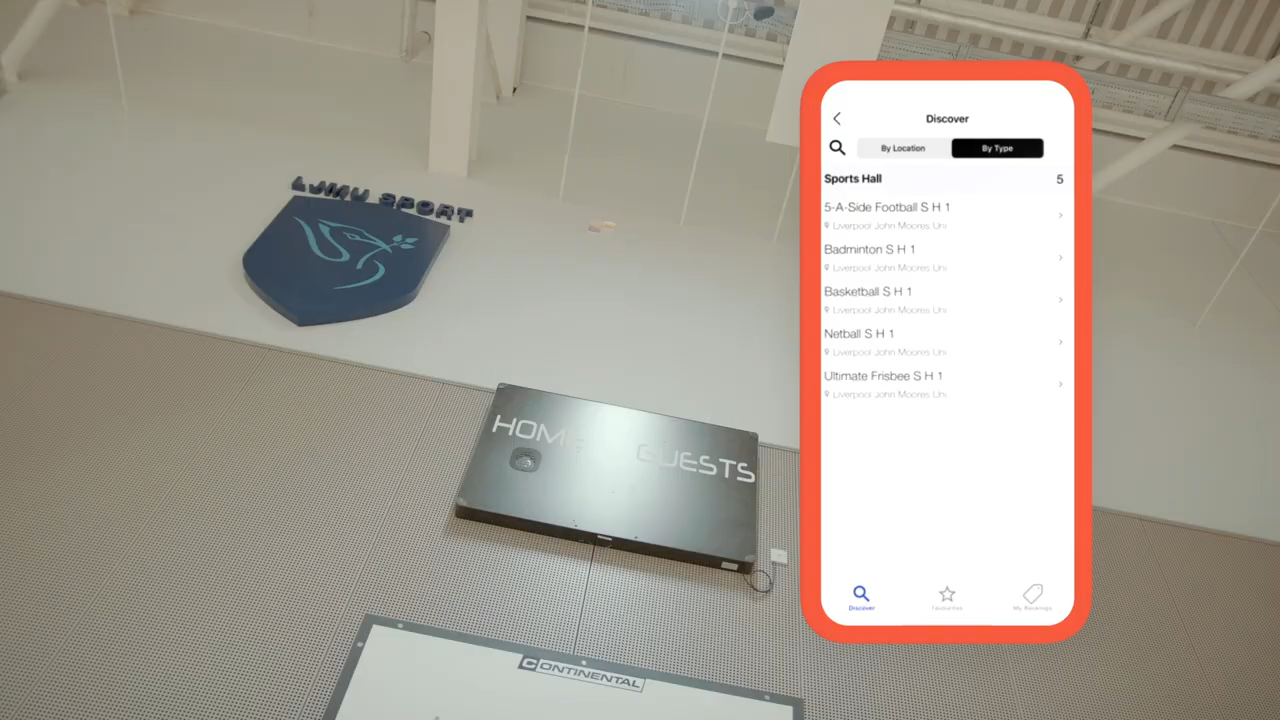 LJMU SPORT
HOME GUESTS
CONTINENTAL
Discover
By Location
By Type
Sports Hall 5
5-A-Side Football S H 1
Liverpool John Moores Uni
Badminton S H 1
Liverpool John Moores Uni
Basketball S H 1
Liverpool John Moores Uni
Netball S H 1
Liverpool John Moores Uni
Ultimate Frisbee S H 1
Liverpool John Moores Uni
Discover
Favourites
My Bookings